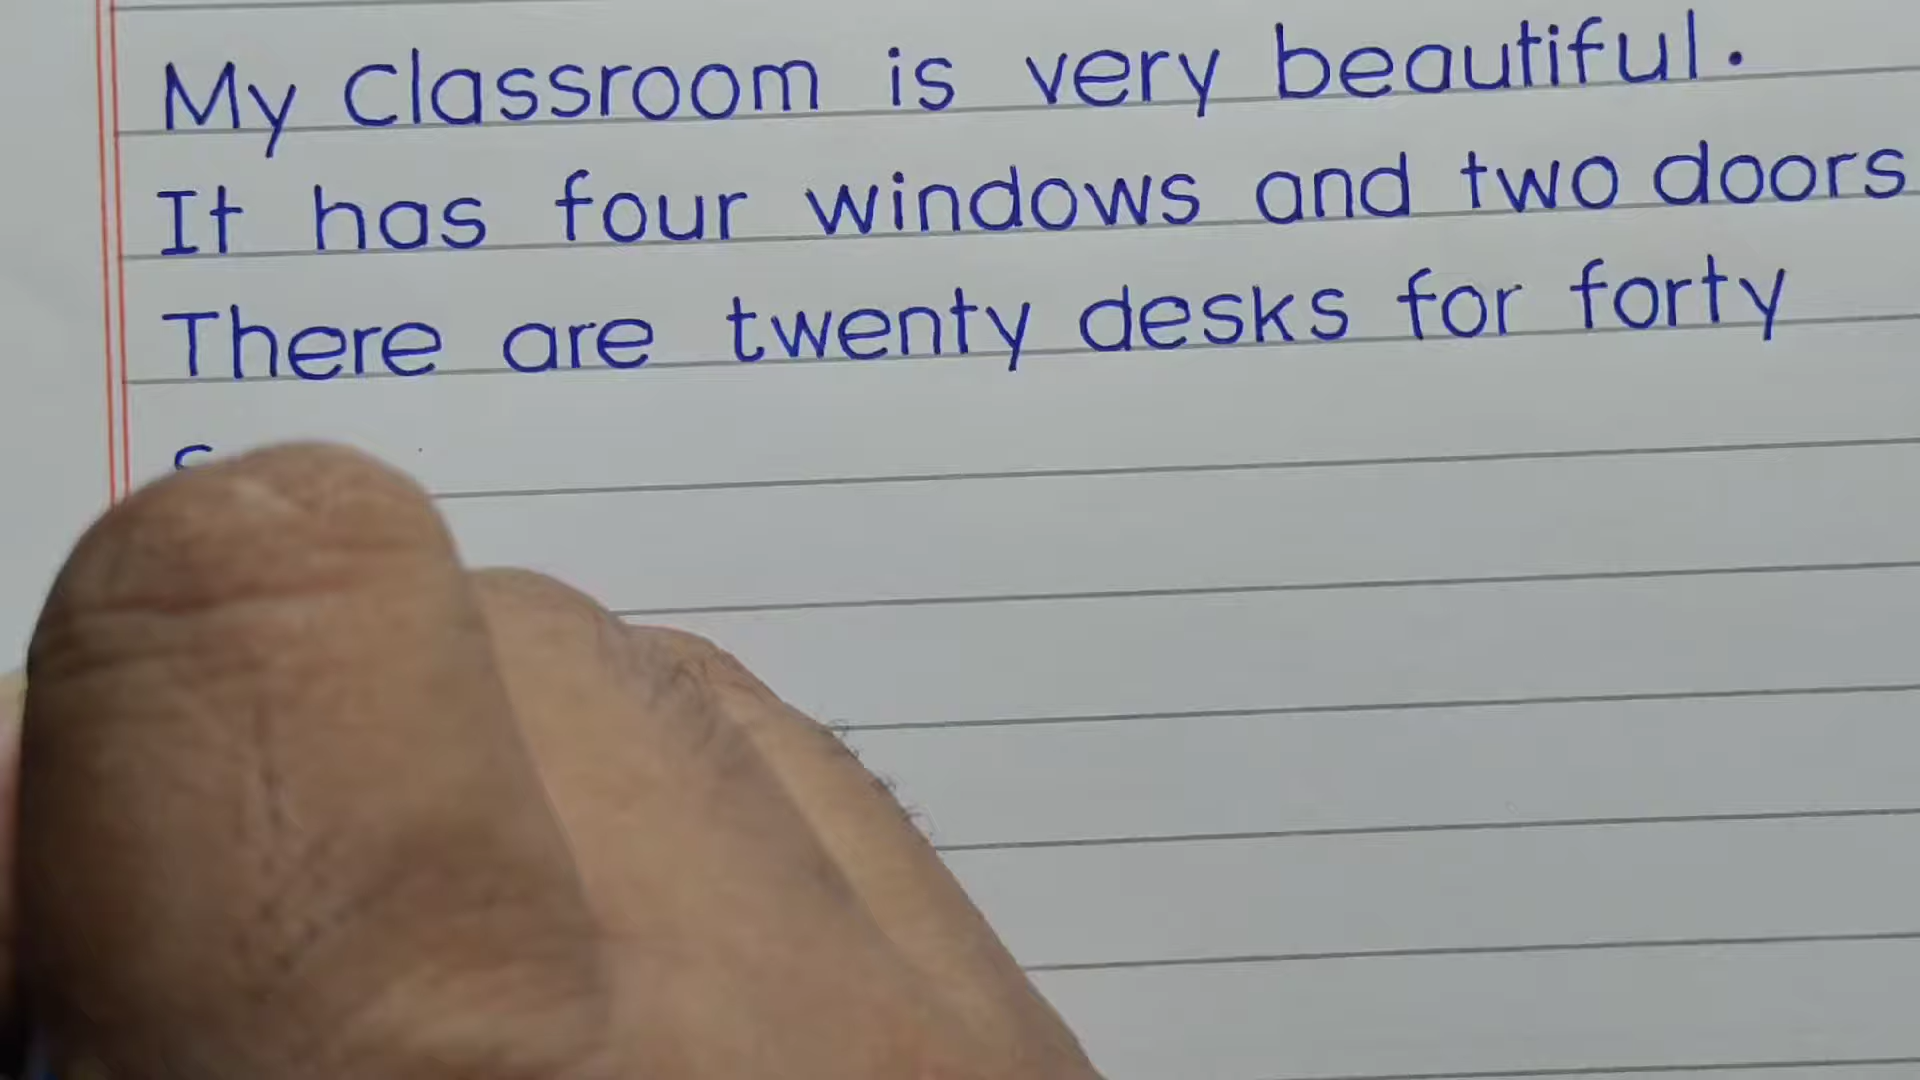 My Classroom is very beautiful.
It has four windows and two doors
There are twenty desks for forty